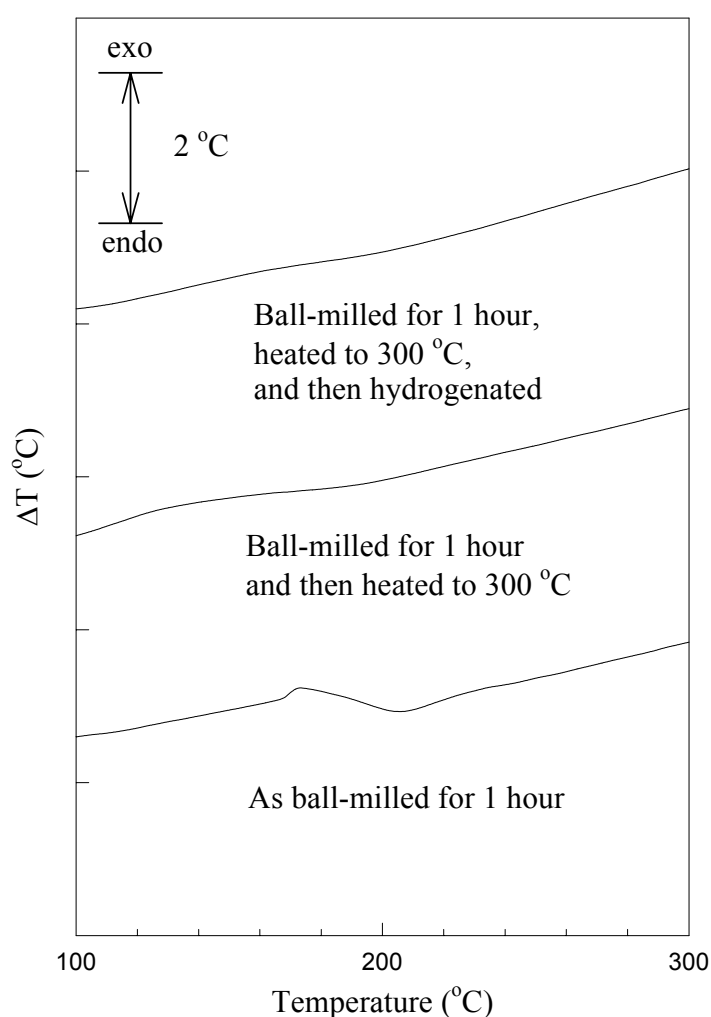 exo
2 °C
endo
Ball-milled for 1 hour,
heated to 300 °C,
and then hydrogenated
ΔT (°C)
Ball-milled for 1 hour
and then heated to 300 °C
As ball-milled for 1 hour
100
200
300
Temperature (°C)